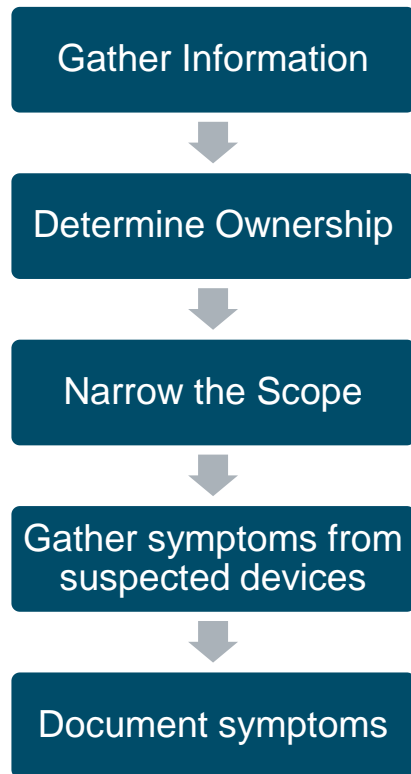 Gather Information
Determine Ownership
Narrow the Scope
Gather symptoms from
suspected devices
Document symptoms